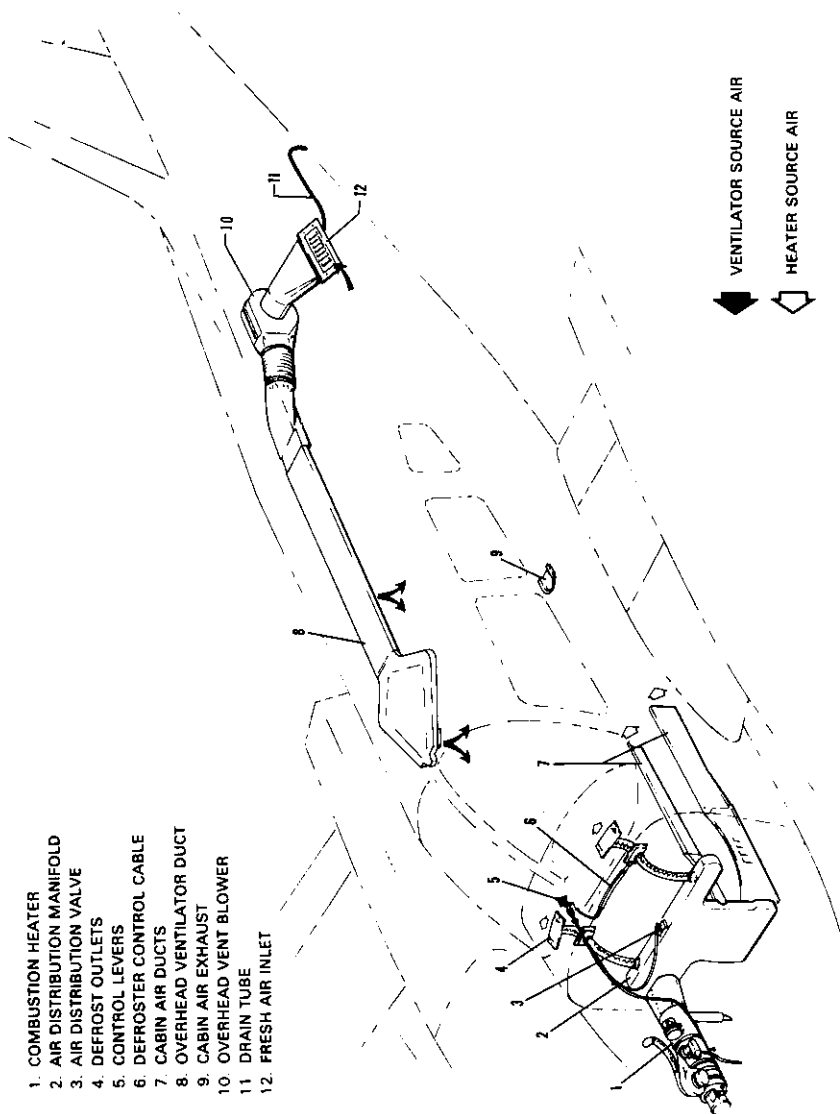 1. COMBUSTION HEATER
2. AIR DISTRIBUTION MANIFOLD
3. AIR DISTRIBUTION VALVE
4. DEFROST OUTLETS
5. CONTROL LEVERS
6. DEFROSTER CONTROL CABLE
7. CABIN AIR DUCTS
8. OVERHEAD VENTILATOR DUCT
9. CABIN AIR EXHAUST
10. OVERHEAD VENT BLOWER
11 DRAIN TUBE
12. FRESH AIR INLET
1
2
3
4
5
6
7
8
9
10
11
12
VENTILATOR SOURCE AIR
HEATER SOURCE AIR